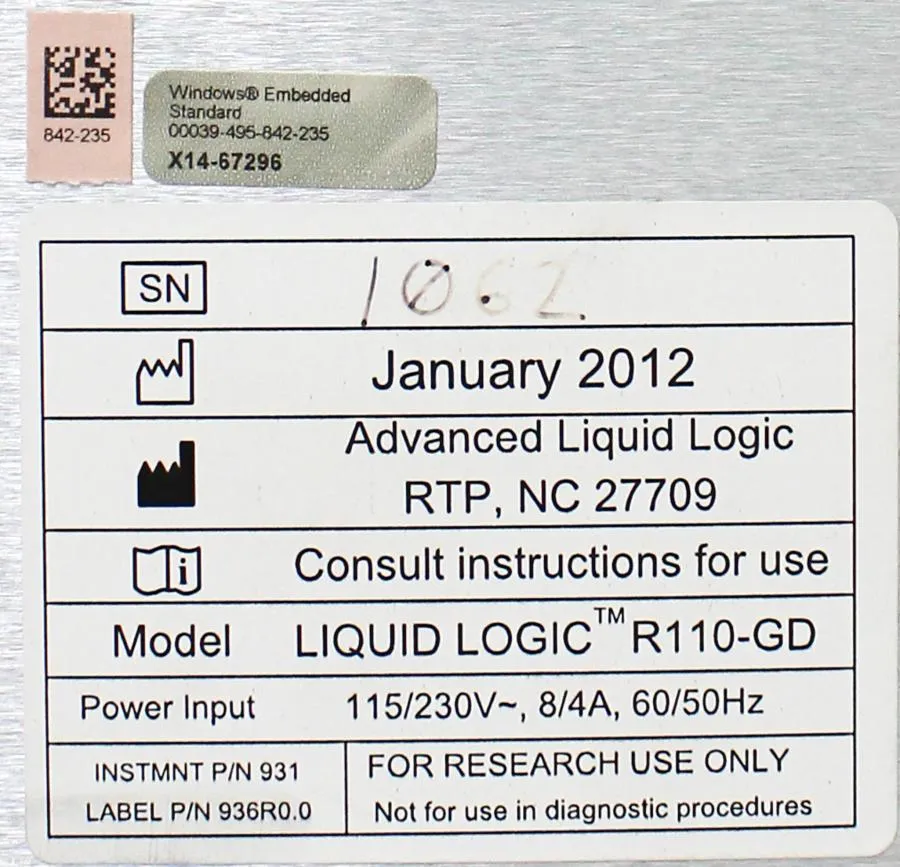 842-235
Windows® Embedded
Standard
00039-495-842-235
X14-67296
SN 1062
January 2012
Advanced Liquid Logic
RTP, NC 27709
Consult instructions for use
Model LIQUID LOGIC™ R110-GD
Power Input 115/230V~, 8/4A, 60/50Hz
INSTMNT P/N 931
LABEL P/N 936R0.0
FOR RESEARCH USE ONLY
Not for use in diagnostic procedures